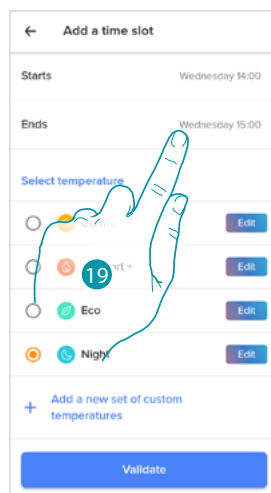 Add a time slot
Starts Wednesday 14:00
Ends Wednesday 15:00
Select temperature
Edit
19 rt + Edit
Eco Edit
Night Edit
+ Add a new set of custom
temperatures
Validate